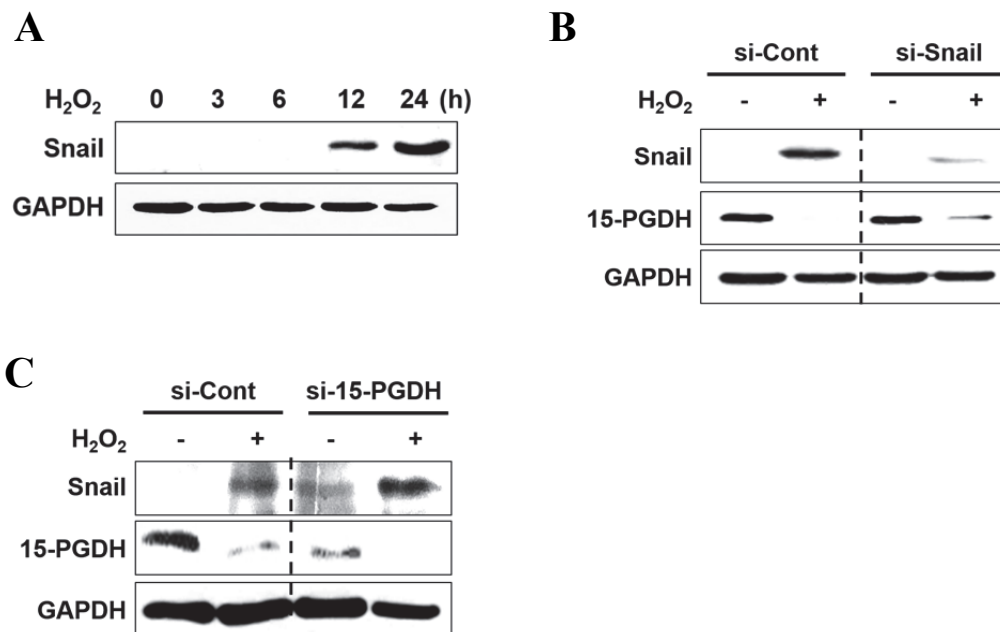 A
H₂O₂ 0 3 6 12 24 (h)
Snail
GAPDH
B
si-Cont si-Snail
H₂O₂ - + - +
Snail
15-PGDH
GAPDH
C
si-Cont si-15-PGDH
H₂O₂ - + - +
Snail
15-PGDH
GAPDH